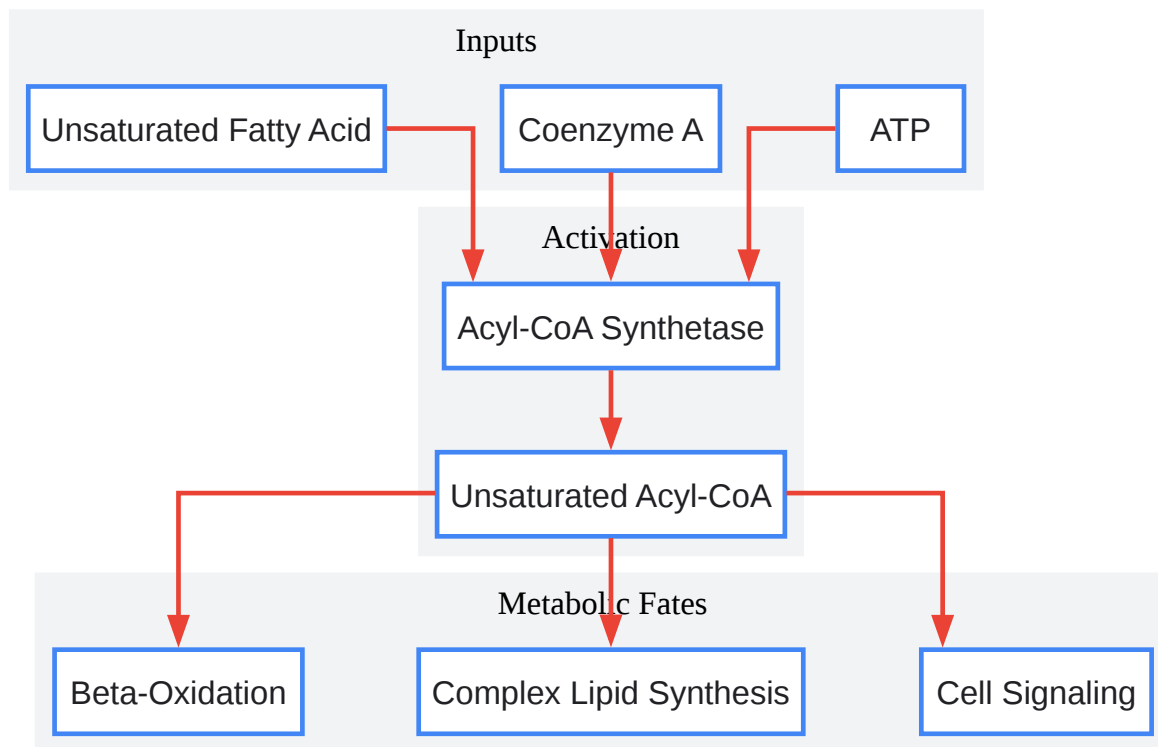 Inputs
Unsaturated Fatty Acid
Coenzyme A
ATP
Activation
Acyl-CoA Synthetase
Unsaturated Acyl-CoA
Metabolic Fates
Beta-Oxidation
Complex Lipid Synthesis
Cell Signaling